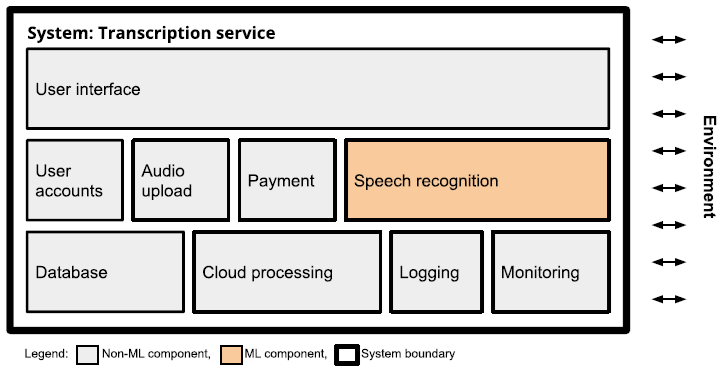 System: Transcription service
User interface
User
accounts
Audio
upload
Payment
Speech recognition
Database
Cloud processing
Logging
Monitoring
Environment
Legend: Non-ML component, ML component, System boundary